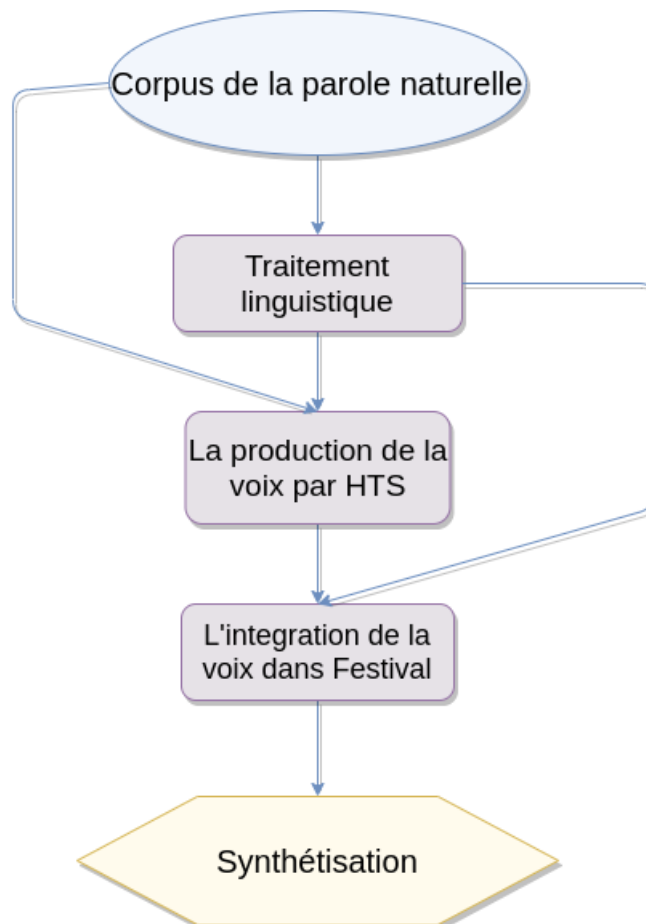 Corpus de la parole naturelle
Traitement
linguistique
La production de la
voix par HTS
L'integration de la
voix dans Festival
Synthétisation